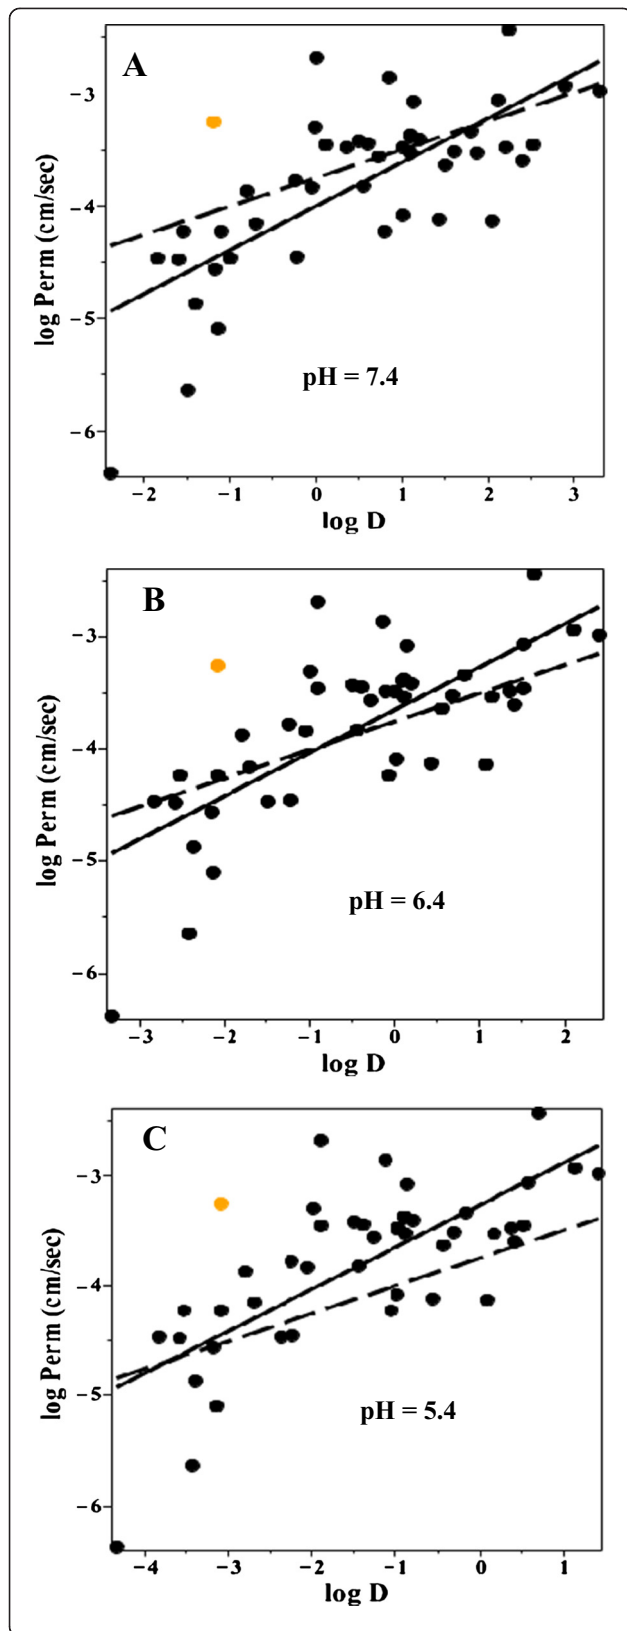 A
log Perm (cm/sec)
−3
−4
−5
−6
pH = 7.4
−2 −1 0 1 2 3
log D
B
log Perm (cm/sec)
−3
−4
−5
−6
pH = 6.4
−3 −2 −1 0 1 2
log D
C
log Perm (cm/sec)
−3
−4
−5
−6
pH = 5.4
−4 −3 −2 −1 0 1
log D